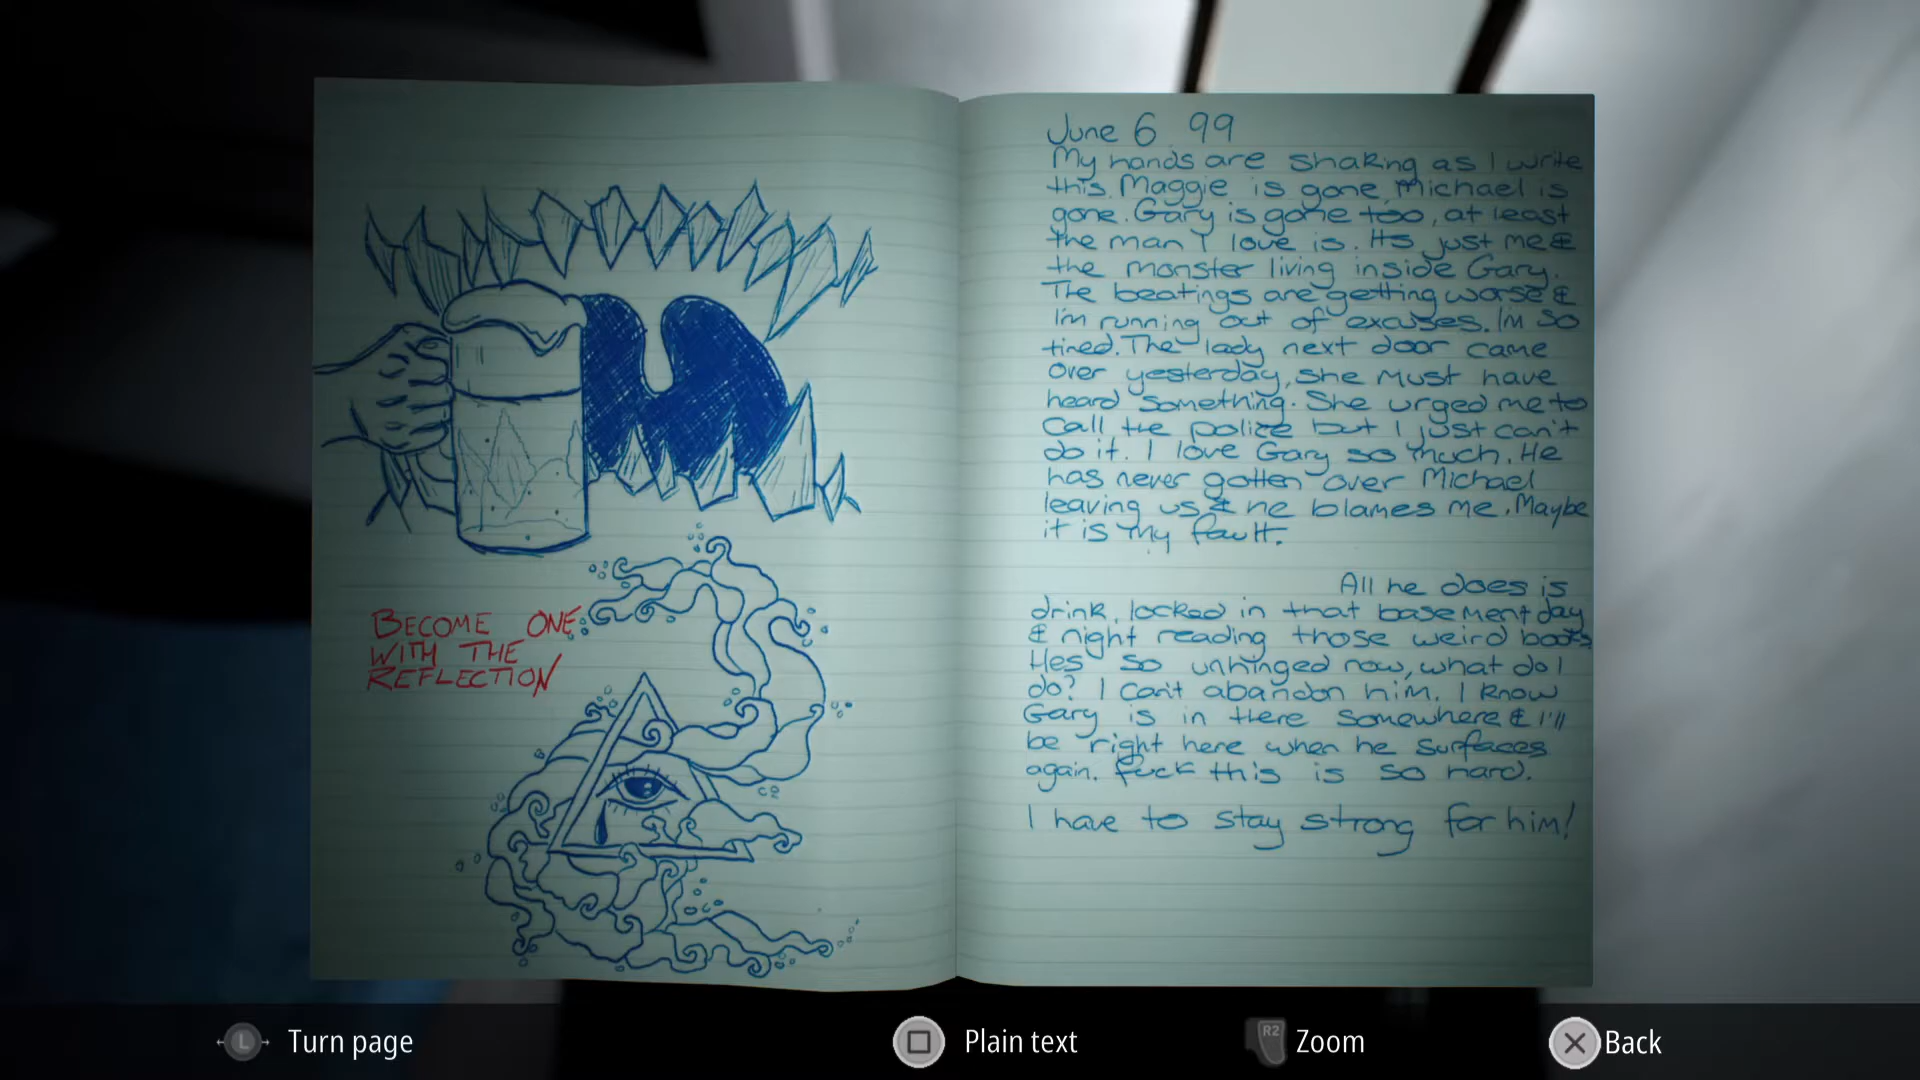 BECOME ONE
WITH THE
REFLECTION
June 6 99
My hands are shaking as I write
this. Maggie is gone, Michael is
gone. Gary is gone too, at least
the man I love is. Its just me &
the monster living inside Gary.
The beatings are getting worse &
I'm running out of excuses. I'm so
tired. The lady next door came
over yesterday, she must have
heard something. She urged me to
call the police but I just can't
do it. I love Gary so much. He
has never gotten over Michael
leaving us & he blames me. Maybe
it is my fault.
All he does is
drink, locked in that basement day
& night reading those weird books
Hes so unhinged now, what do I
do? I can't abandon him. I know
Gary is in there somewhere & I'll
be right here when he surfaces
again. fuck this is so hard.
I have to stay strong for him!
L Turn page
Plain text
R2 Zoom
Back